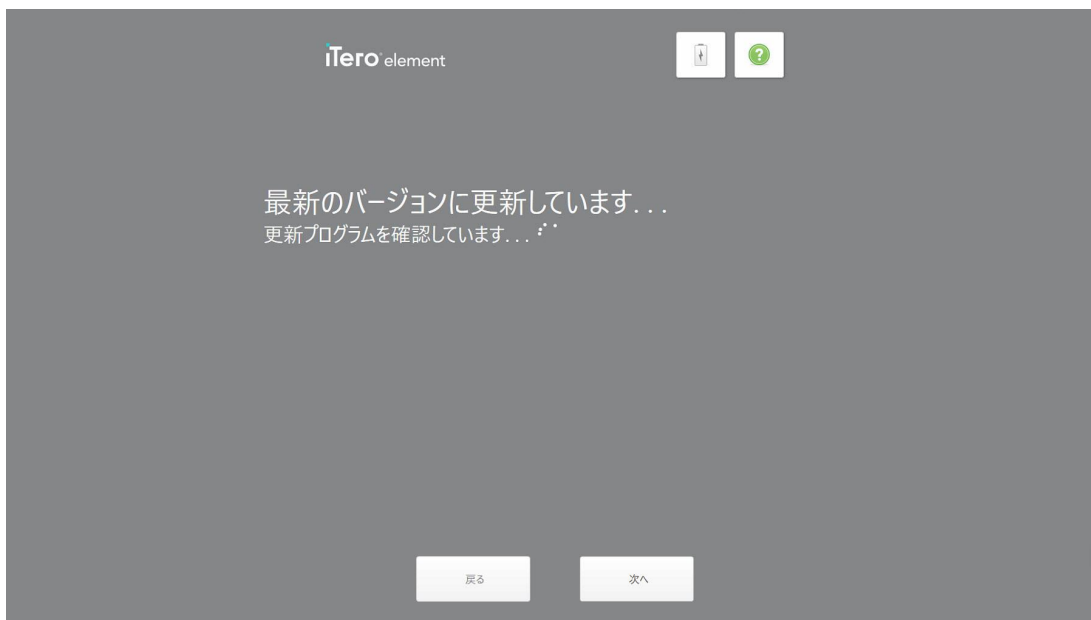 iTero element
?
最新のバージョンに更新しています...
更新プログラムを確認しています...
戻る
次へ